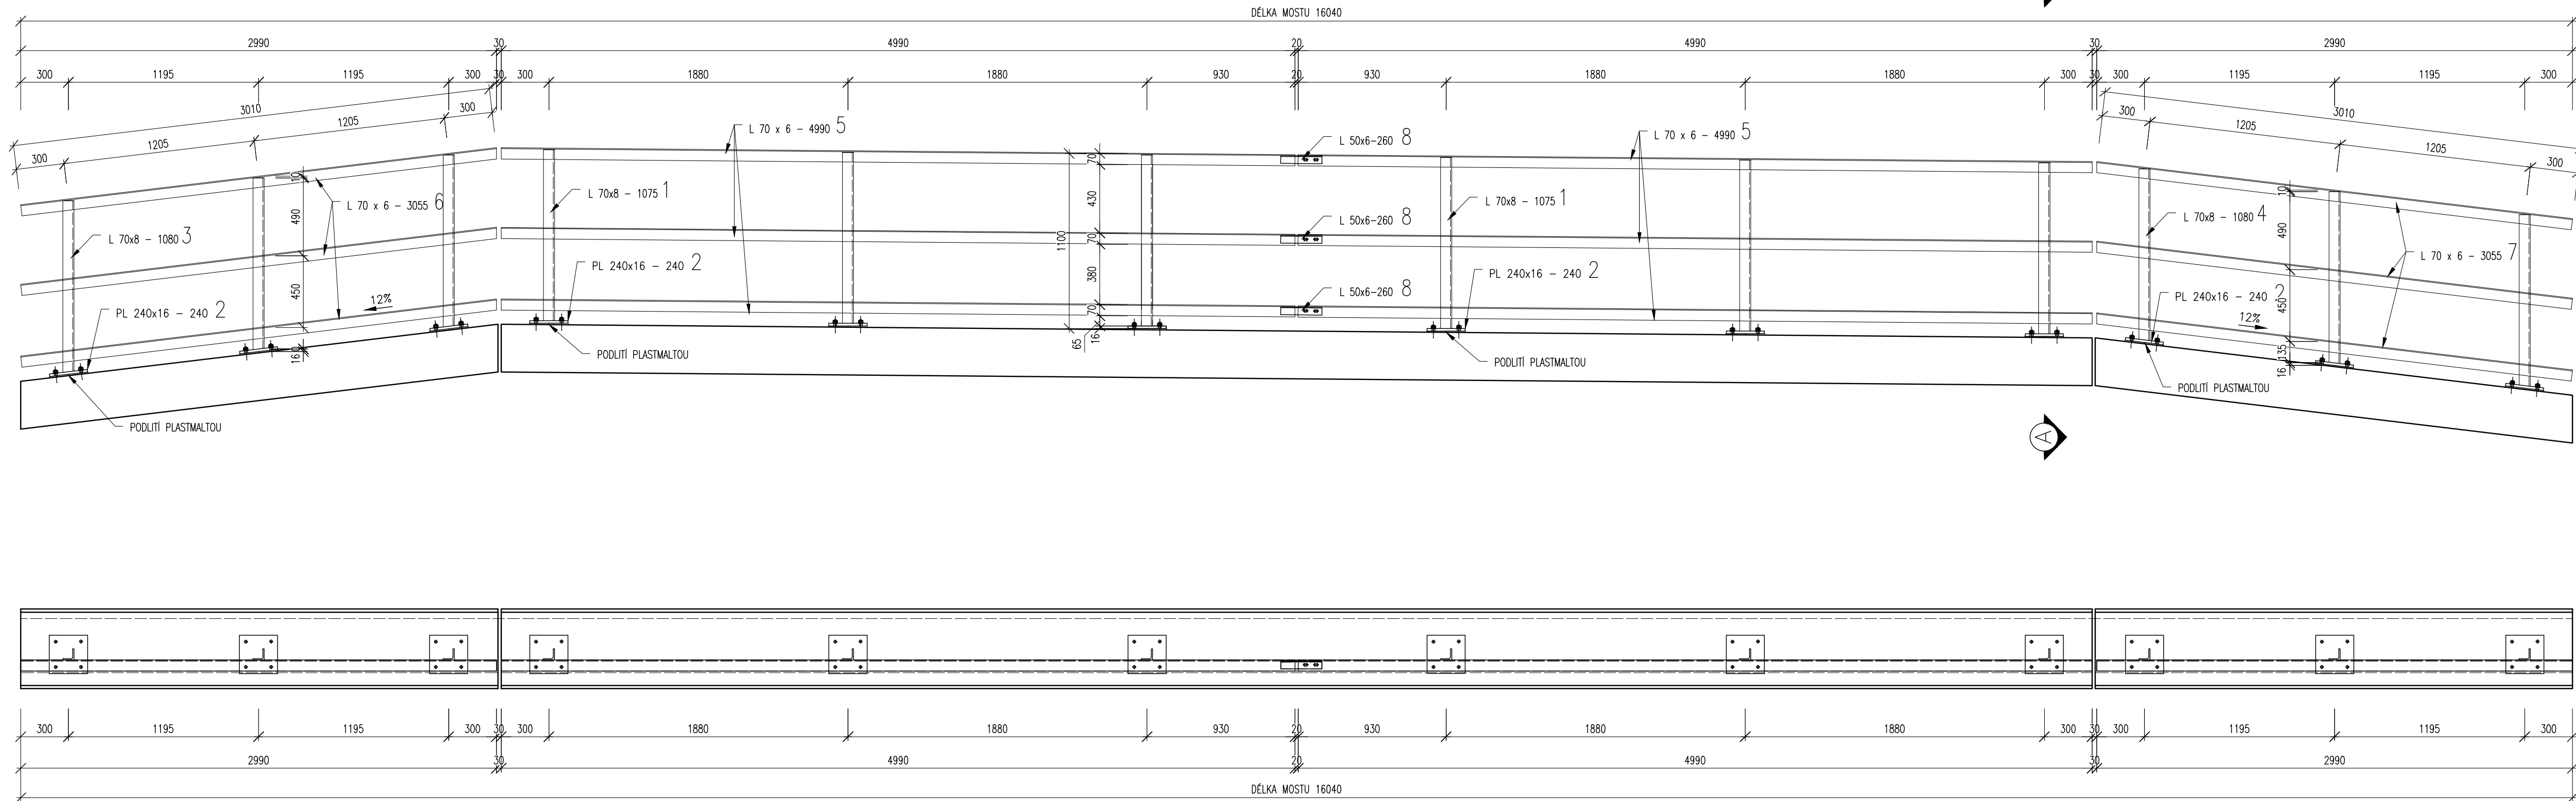 DÉLKA MOSTU 16040
2990 30 4990 20 4990 30 2990
300 1195 1195 300 30 300 1880 1880 930 20 930 1880 1880 300 30 300 1195 1195 300
3010
300 1205 1205 300
3010
300 1205 1205 300
L 70 x 6 - 4990 5
L 50x6-260 8
L 70 x 6 - 4990 5
10
490
450
16
L 70 x 6 - 3055 6
L 70x8 - 1080 3
L 70x8 - 1075 1
1100
70
430
70
380
70
65
16
L 50x6-260 8
L 70x8 - 1075 1
L 70x8 - 1080 4
10
490
450
135
16
L 70 x 6 - 3055 7
PL 240x16 - 240 2
12%
PL 240x16 - 240 2
L 50x6-260 8
PL 240x16 - 240 2
PL 240x16 - 240 2
12%
PODLITÍ PLASTMALTOU
PODLITÍ PLASTMALTOU
PODLITÍ PLASTMALTOU
PODLITÍ PLASTMALTOU
A
300 1195 1195 300 30 300 1880 1880 930 20 930 1880 1880 300 30 300 1195 1195 300
2990 30 4990 20 4990 30 2990
DÉLKA MOSTU 16040